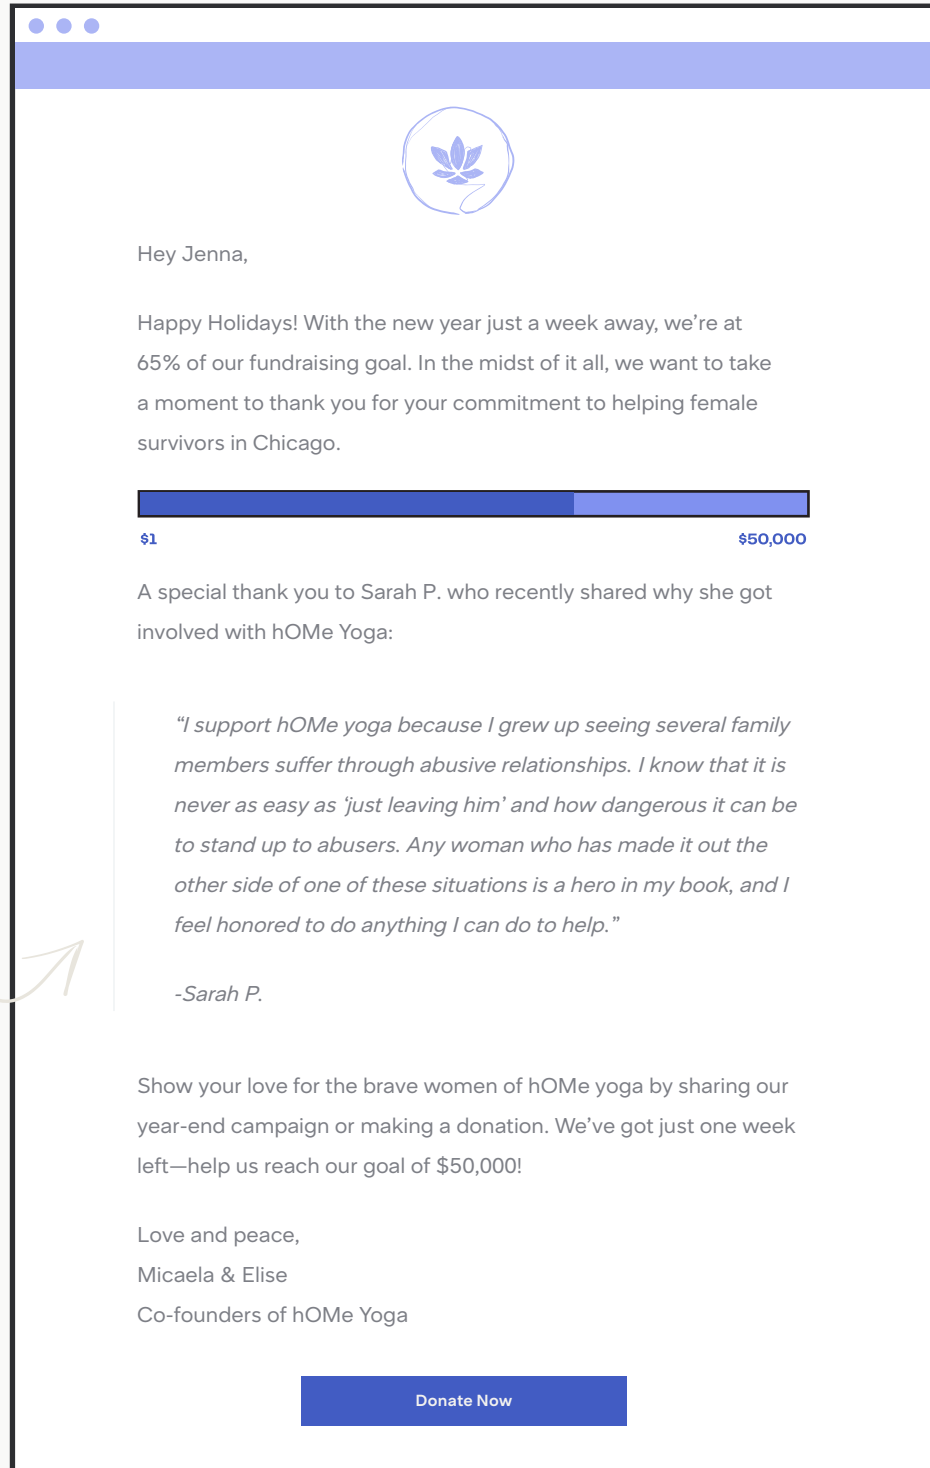 Hey Jenna,
Happy Holidays! With the new year just a week away, we’re at
65% of our fundraising goal. In the midst of it all, we want to take
a moment to thank you for your commitment to helping female
survivors in Chicago.
$1
$50,000
A special thank you to Sarah P. who recently shared why she got
involved with hOMe Yoga:
“I support hOMe yoga because I grew up seeing several family
members suffer through abusive relationships. I know that it is
never as easy as ‘just leaving him’ and how dangerous it can be
to stand up to abusers. Any woman who has made it out the
other side of one of these situations is a hero in my book, and I
feel honored to do anything I can do to help.”
-Sarah P.
Show your love for the brave women of hOMe yoga by sharing our
year-end campaign or making a donation. We’ve got just one week
left—help us reach our goal of $50,000!
Love and peace,
Micaela & Elise
Co-founders of hOMe Yoga
Donate Now